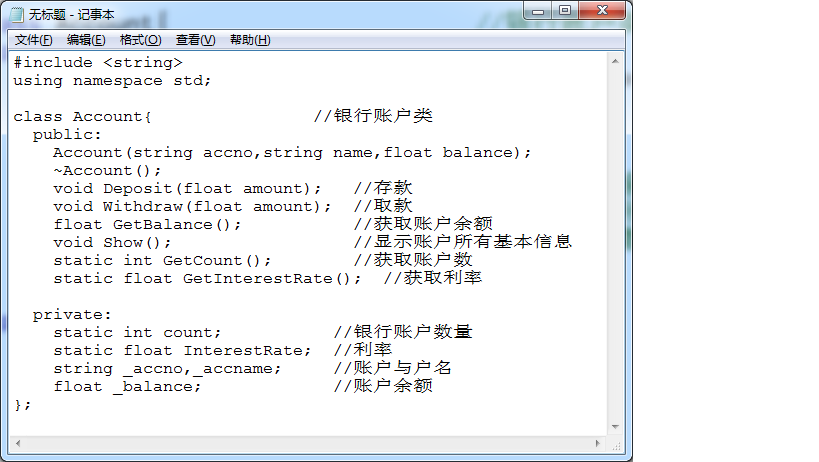 无标题 - 记事本
文件(F) 编辑(E) 格式(O) 查看(V) 帮助(H)
#include <string>
using namespace std;
class Account{ //银行账户类
public:
Account(string accno,string name,float balance);
~Account();
void Deposit(float amount); //存款
void Withdraw(float amount); //取款
float GetBalance(); //获取账户余额
void Show(); //显示账户所有基本信息
static int GetCount(); //获取账户数
static float GetInterestRate(); //获取利率
private:
static int count; //银行账户数量
static float InterestRate; //利率
string _accno,_accname; //账户与户名
float _balance; //账户余额
};